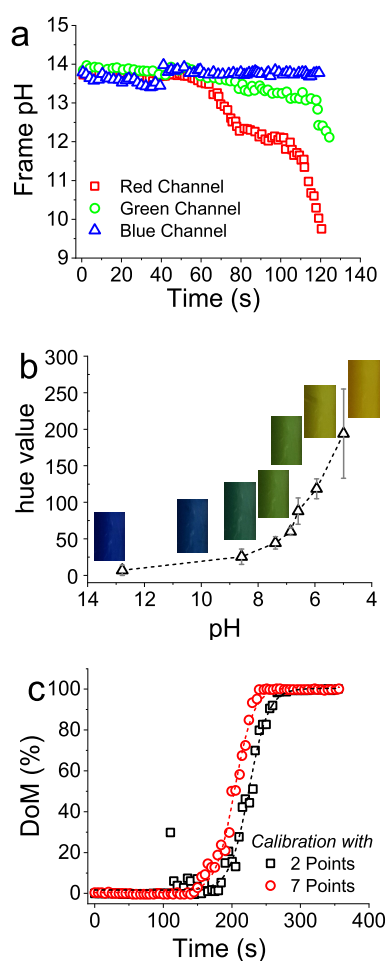 a
Frame pH
15
14
13
12
11
10
9
Red Channel
Green Channel
Blue Channel
0 20 40 60 80 100 120 140
Time (s)
b
hue value
300
250
200
150
100
50
0
14 12 10 8 6 4
pH
c
DoM (%)
100
80
60
40
20
0
Calibration with
2 Points
7 Points
0 100 200 300 400
Time (s)